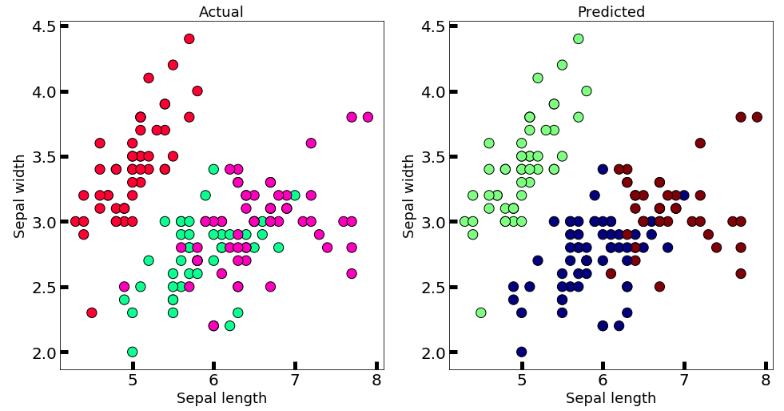 Actual
Predicted
4.5
4.0
3.5
3.0
2.5
2.0
Sepal width
5 6 7 8
Sepal length
4.5
4.0
3.5
3.0
2.5
2.0
Sepal width
5 6 7 8
Sepal length